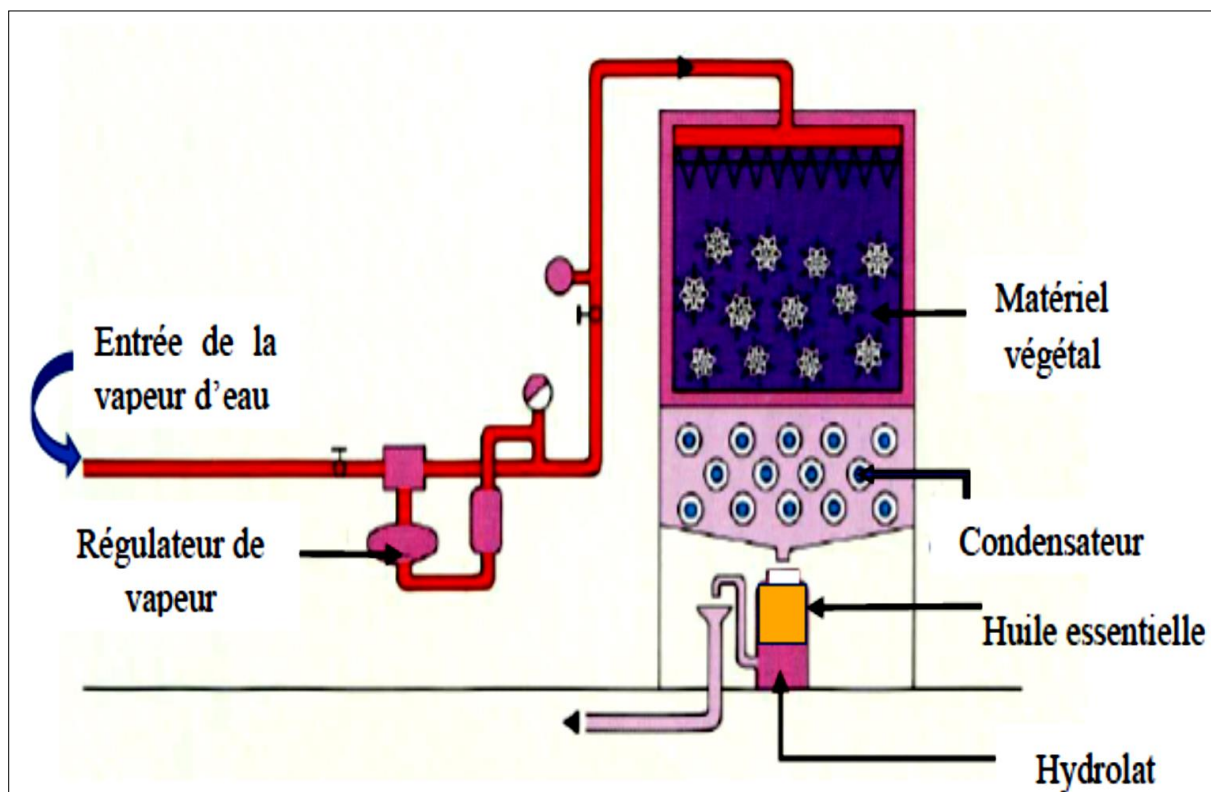 Entrée de la
vapeur d’eau
Régulateur de
vapeur
Matériel
végétal
Condensateur
Huile essentielle
Hydrolat